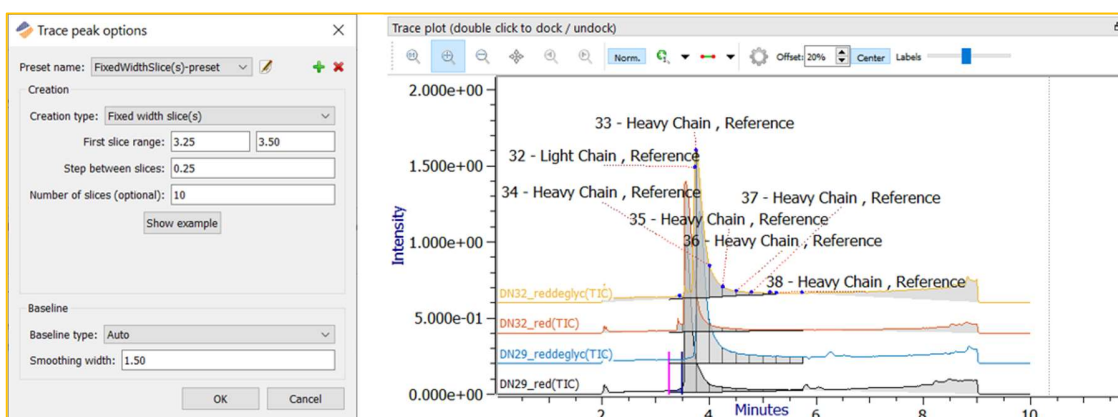 Trace peak options
Preset name: FixedWidthSlice(s)-preset
Creation
Creation type: Fixed width slice(s)
First slice range: 3.25 3.50
Step between slices: 0.25
Number of slices (optional): 10
Show example
Baseline
Baseline type: Auto
Smoothing width: 1.50
OK Cancel
Trace plot (double click to dock / undock)
Norm. Offset: 20% Center Labels
2.000e+00
33 - Heavy Chain , Reference
1.500e+00
32 - Light Chain , Reference
34 - Heavy Chain , Reference
37 - Heavy Chain , Reference
35 - Heavy Chain , Reference
1.000e+00
36 - Heavy Chain , Reference
38 - Heavy Chain , Reference
Intensity
DN32_reddeglyc(TIC)
5.000e-01
DN32_red(TIC)
DN29_reddeglyc(TIC)
DN29_red(TIC)
0.000e+00
2 4 6 8 10
Minutes